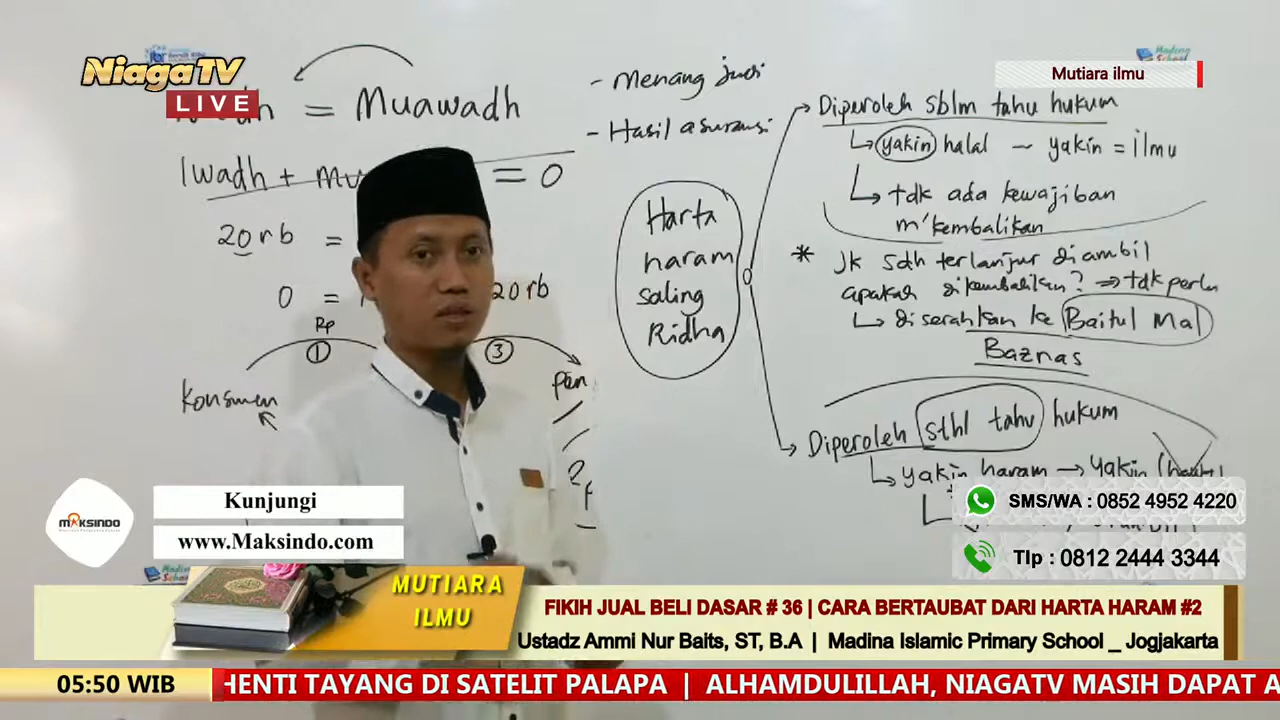 NiagaTV
LIVE
Mutiara ilmu
= Muawadh
- Menang judi
- Hasil asuransi
Iwadh + mu = 0
20rb =
0 = 20rb
Rp
1
3
Konsumen
Pen
Harta
haram
saling
Ridha
Diperoleh sblm tahu hukum
yakin halal ~ yakin = ilmu
tdk ada kewajiban
m'kembalikan
* Jk sdh terlanjur diambil
apakah dikembalikan? ⇒ tdk perlu
diserahkan ke Baitul Mal
Baznas
Diperoleh sthl tahu hukum
yakin haram → yakin
SMS/WA : 0852 4952 4220
Tlp : 0812 2444 3344
MAKSINDO
Kunjungi
www.Maksindo.com
MUTIARA
ILMU
FIKIH JUAL BELI DASAR # 36 | CARA BERTAUBAT DARI HARTA HARAM #2
Ustadz Ammi Nur Baits, ST, B.A | Madina Islamic Primary School _ Jogjakarta
05:50 WIB
HENTI TAYANG DI SATELIT PALAPA | ALHAMDULILLAH, NIAGATV MASIH DAPAT A